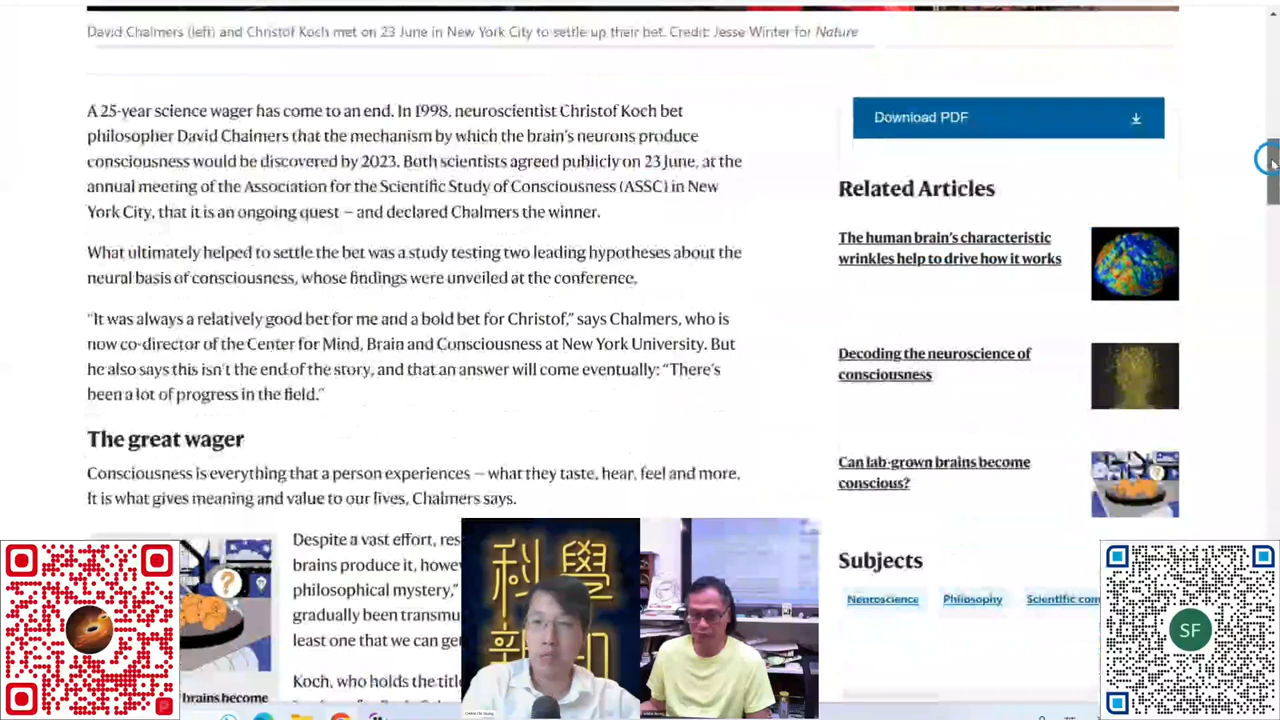 David Chalmers (left) and Christof Koch met on 23 June in New York City to settle up their bet. Credit: Jesse Winter for Nature
A 25-year science wager has come to an end. In 1998, neuroscientist Christof Koch bet
philosopher David Chalmers that the mechanism by which the brain's neurons produce
consciousness would be discovered by 2023. Both scientists agreed publicly on 23 June, at the
annual meeting of the Association for the Scientific Study of Consciousness (ASSC) in New
York City, that it is an ongoing quest — and declared Chalmers the winner.
What ultimately helped to settle the bet was a study testing two leading hypotheses about the
neural basis of consciousness, whose findings were unveiled at the conference.
“It was always a relatively good bet for me and a bold bet for Christof,” says Chalmers, who is
now co-director of the Center for Mind, Brain and Consciousness at New York University. But
he also says this isn't the end of the story, and that an answer will come eventually: “There's
been a lot of progress in the field.”
The great wager
Consciousness is everything that a person experiences — what they taste, hear, feel and more.
It is what gives meaning and value to our lives, Chalmers says.
Despite a vast effort, res
brains produce it, howev
philosophical mystery,”
gradually been transmu
least one that we can ge
Koch, who holds the titl
brains become
Download PDF
Related Articles
The human brain's characteristic
wrinkles help to drive how it works
Decoding the neuroscience of
consciousness
Can lab-grown brains become
conscious?
Subjects
Neuroscience Philosophy Scientific com
科學
SF